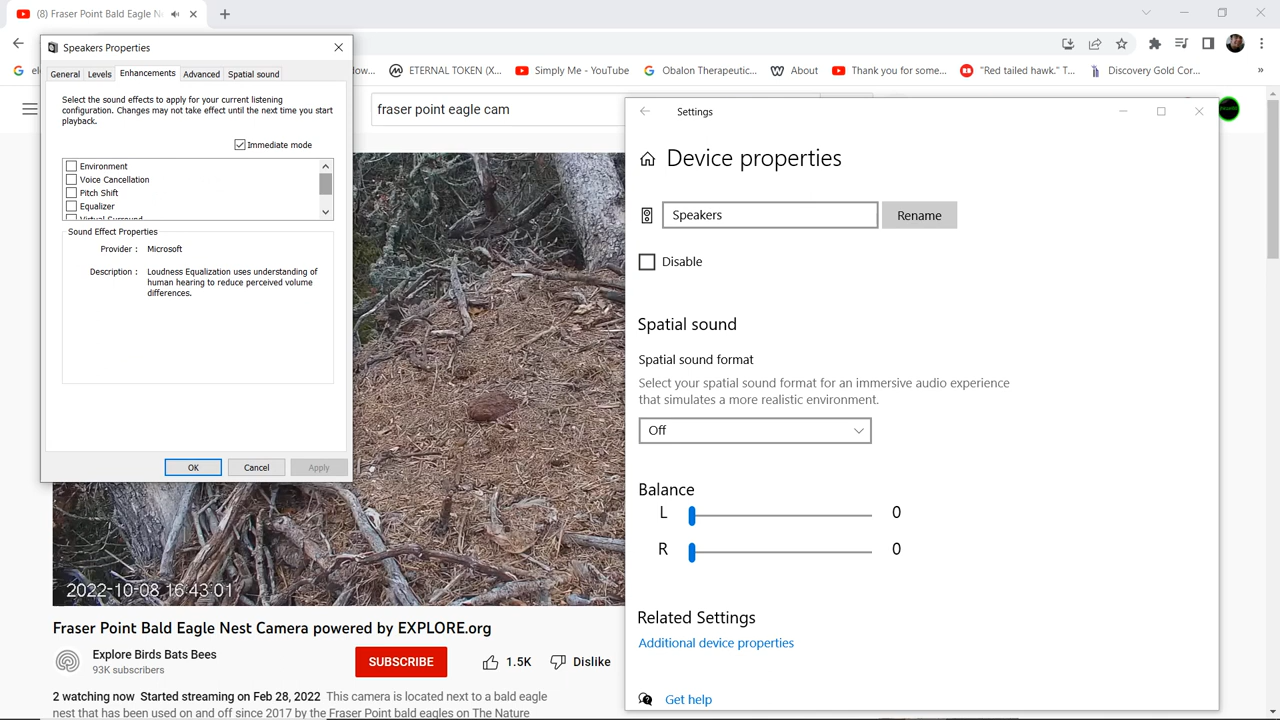 (8) Fraser Point Bald Eagle Nes
Speakers Properties
ele
dow...
ETERNAL TOKEN (X...
Simply Me - YouTube
Obalon Therapeutic...
About
Thank you for some...
"Red tailed hawk." T...
Discovery Gold Cor...
»
General
Levels
Enhancements
Advanced
Spatial sound
Select the sound effects to apply for your current listening
configuration. Changes may not take effect until the next time you start
playback.
Immediate mode
Environment
Voice Cancellation
Pitch Shift
Equalizer
Virtual Surround
Sound Effect Properties
Provider : Microsoft
Description : Loudness Equalization uses understanding of
human hearing to reduce perceived volume
differences.
OK
Cancel
Apply
fraser point eagle cam
Settings
Device properties
Speakers
Rename
Disable
Spatial sound
Spatial sound format
Select your spatial sound format for an immersive audio experience
that simulates a more realistic environment.
Off
Balance
L 0
R 0
Related Settings
Additional device properties
Get help
2022-10-08 16:43:01
Fraser Point Bald Eagle Nest Camera powered by EXPLORE.org
Explore Birds Bats Bees
93K subscribers
SUBSCRIBE
1.5K
Dislike
2 watching now Started streaming on Feb 28, 2022 This camera is located next to a bald eagle
nest that has been used on and off since 2017 by the Fraser Point bald eagles on The Nature